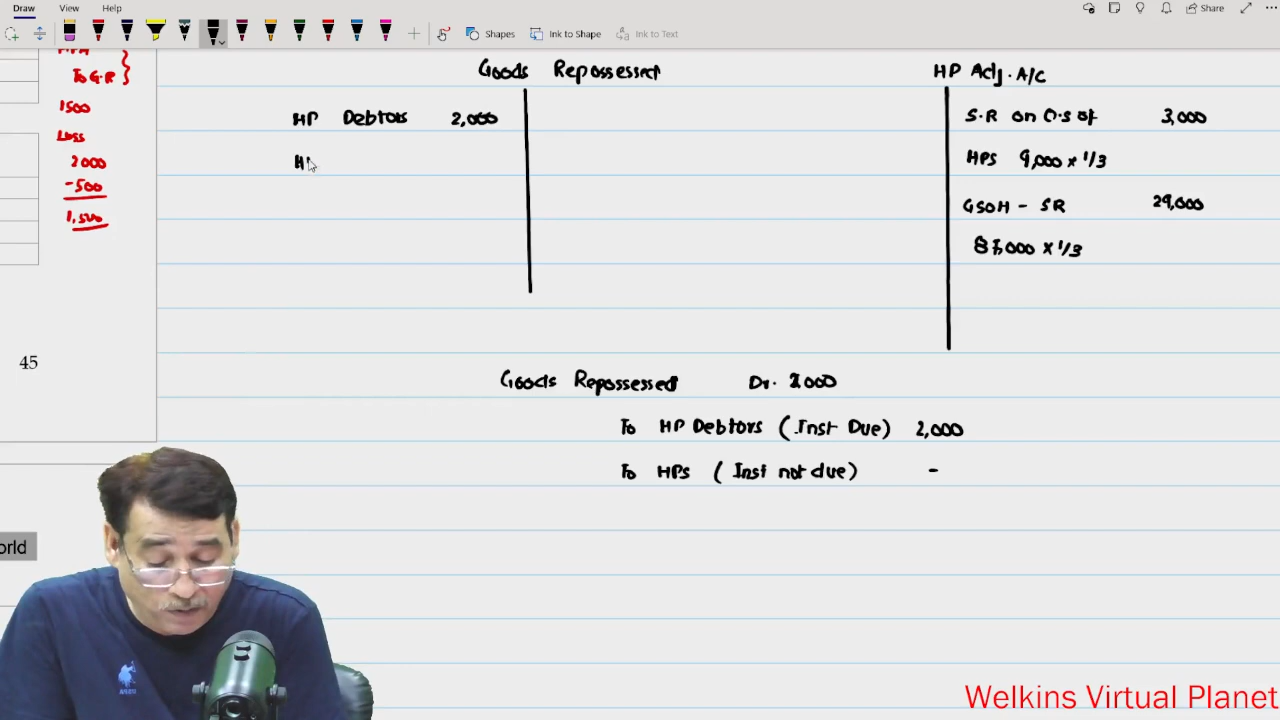 Draw View Help Share
Shapes Ink to Shape Ink to Text
To G.R
1500
Loss
2000
-500
1,500
45
orld
Goods Repossessed
HP Debtors 2,000
H
HP Adj. A/C
S.R on O.S of 3,000
HPS 9,000 x 1/3
GSOH - SR 29,000
87,000 x 1/3
Goods Repossessed Dr. 2000
To HP Debtors (Inst Due) 2,000
To HPS (Inst not due) -
Welkins Virtual Planet